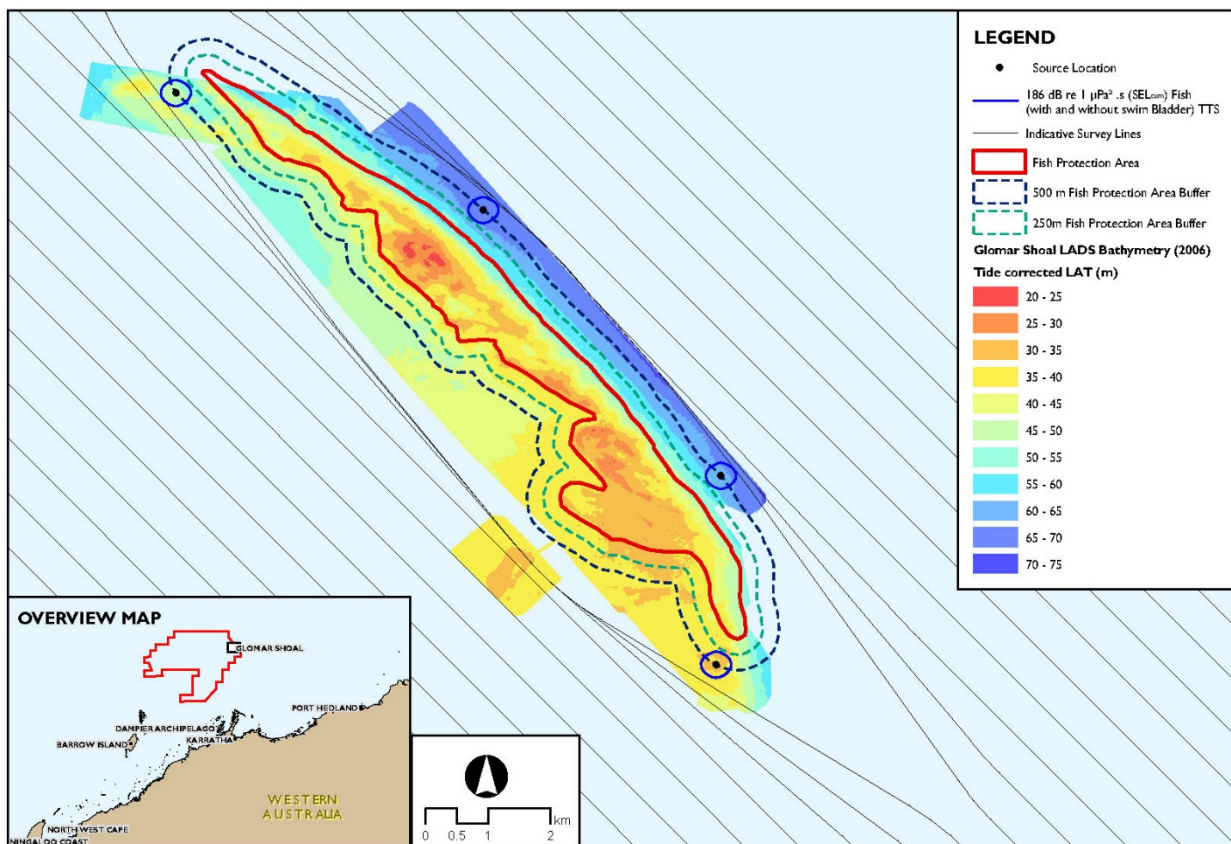 LEGEND
Source Location
186 dB re 1 µPa² .s (SELcum) Fish
(with and without swim Bladder) TTS
Indicative Survey Lines
Fish Protection Area
500 m Fish Protection Area Buffer
250m Fish Protection Area Buffer
Glomar Shoal LADS Bathymetry (2006)
Tide corrected LAT (m)
20 - 25
25 - 30
30 - 35
35 - 40
40 - 45
45 - 50
50 - 55
55 - 60
60 - 65
65 - 70
70 - 75
OVERVIEW MAP
GLOMAR SHOAL
PORT HEDLAND
DAMPIER ARCHIPELAGO
KARRATHA
BARROW ISLAND
WESTERN
AUSTRALIA
NORTH WEST CAPE
NINGALOO COAST
km
0 0.5 1 2